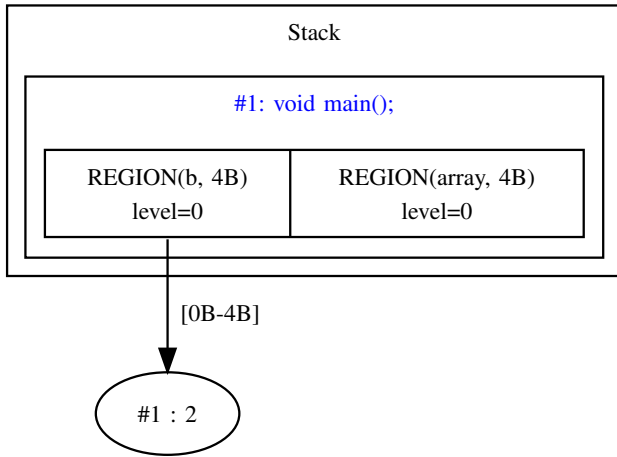 Stack
#1: void main();
REGION(b, 4B)
level=0
REGION(array, 4B)
level=0
[0B-4B]
#1 : 2